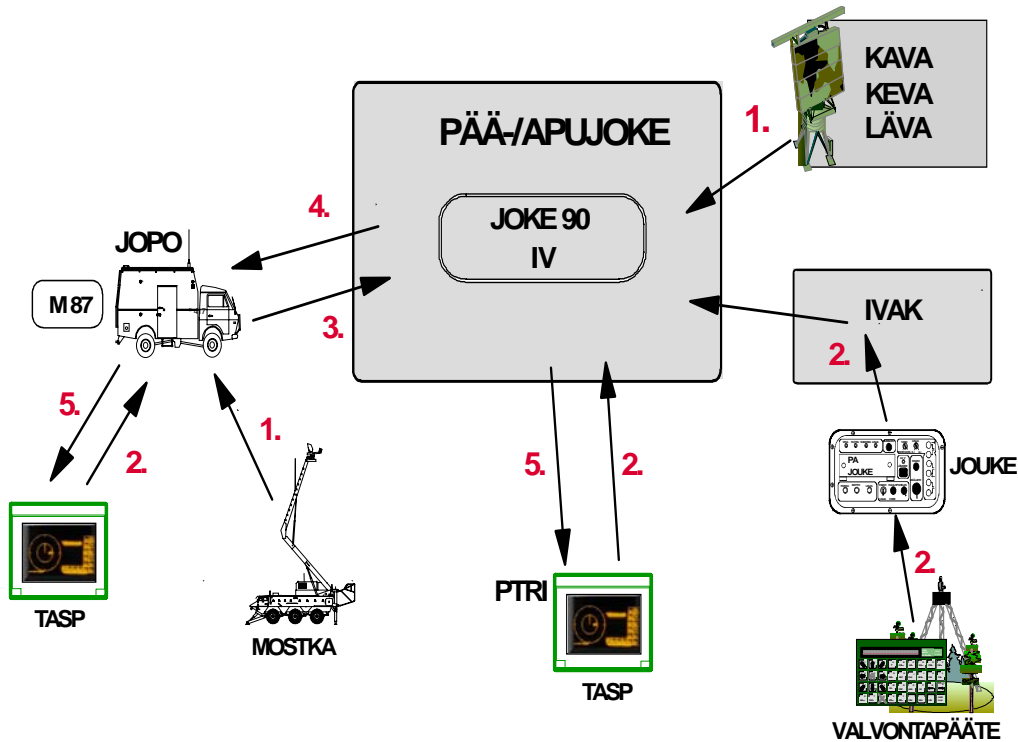 KAVA
KEVA
LÄVA
1.
PÄÄ-/APUJOKE
JOKE 90
IV
4.
JOPO
M 87
3.
IVAK
2.
5.
2.
1.
5.
2.
PA
JOUKE
JOUKE
2.
PTRI
TASP
MOSTKA
TASP
VALVONTAPÄÄTE